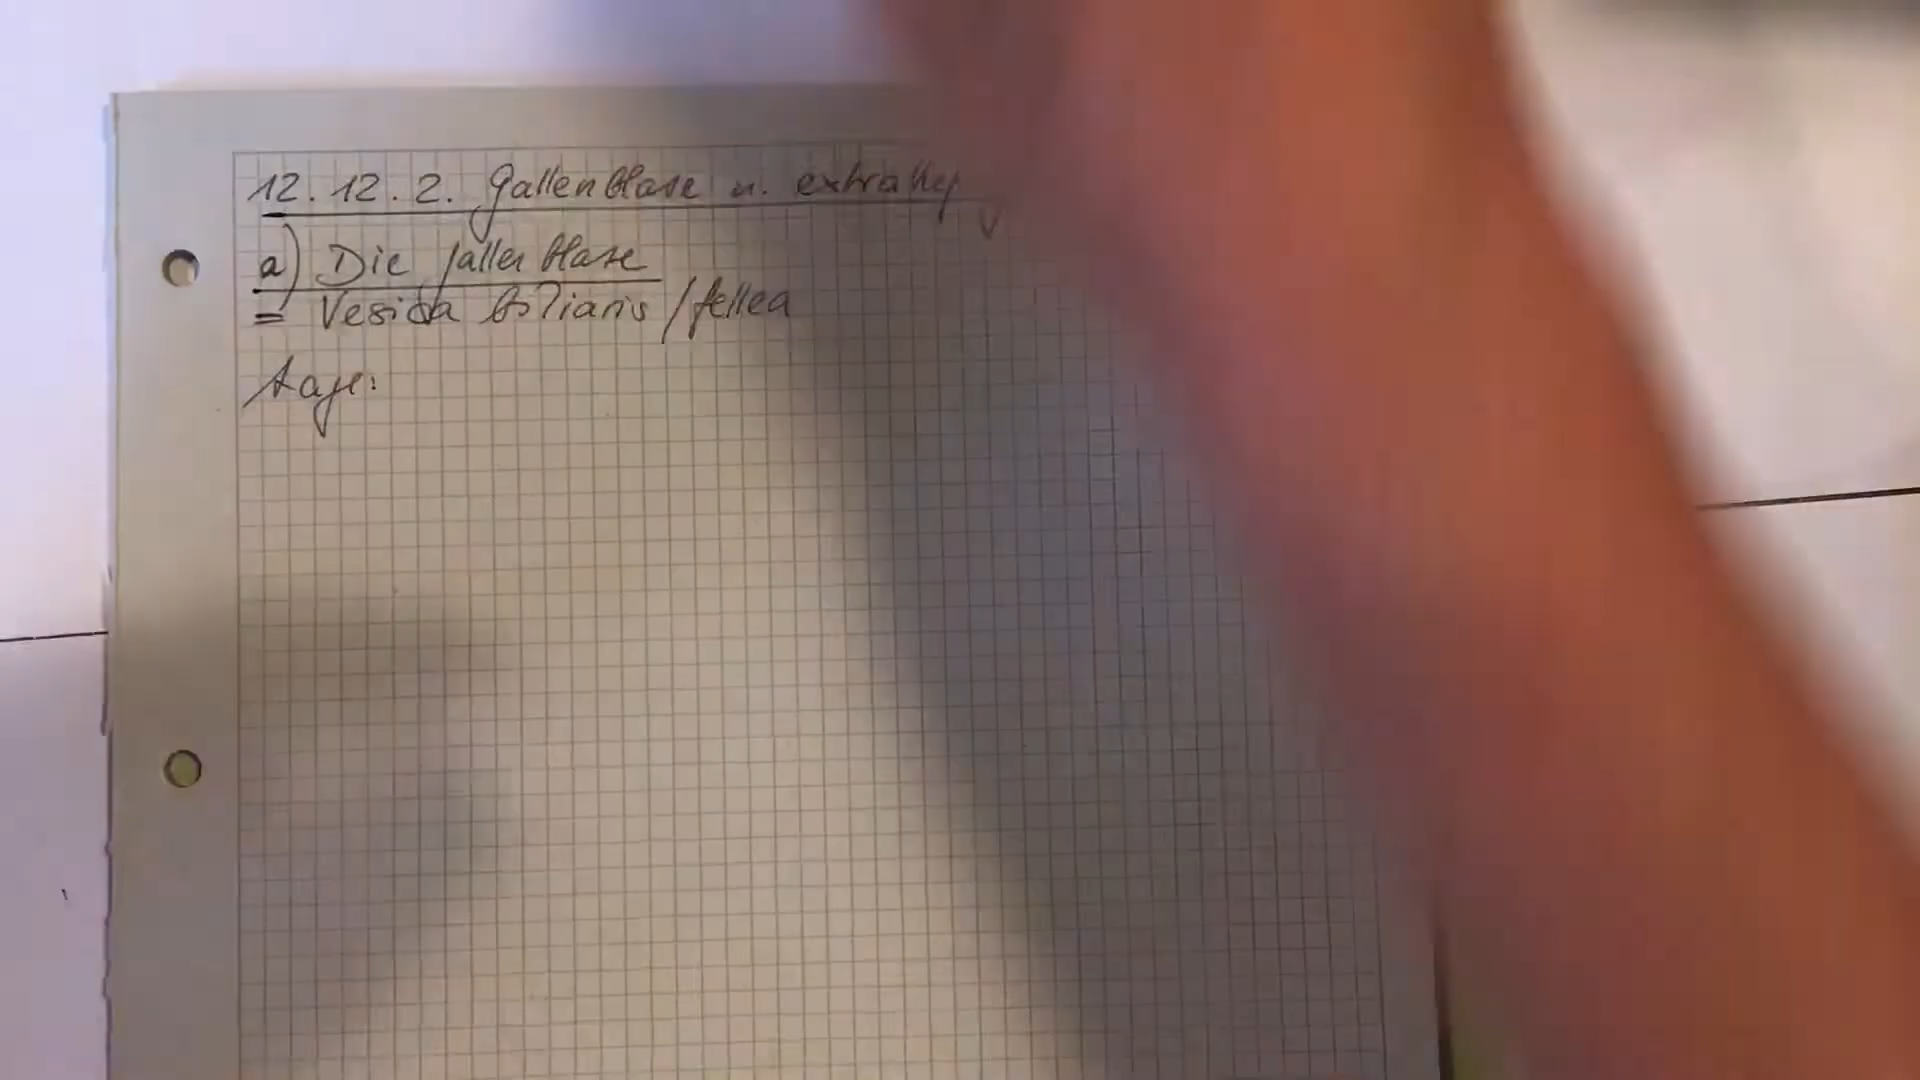 12.12.2. Gallenblase u. extrahep
a) Die Gallenblase
= Vesica biliaris / fellea
Lage: